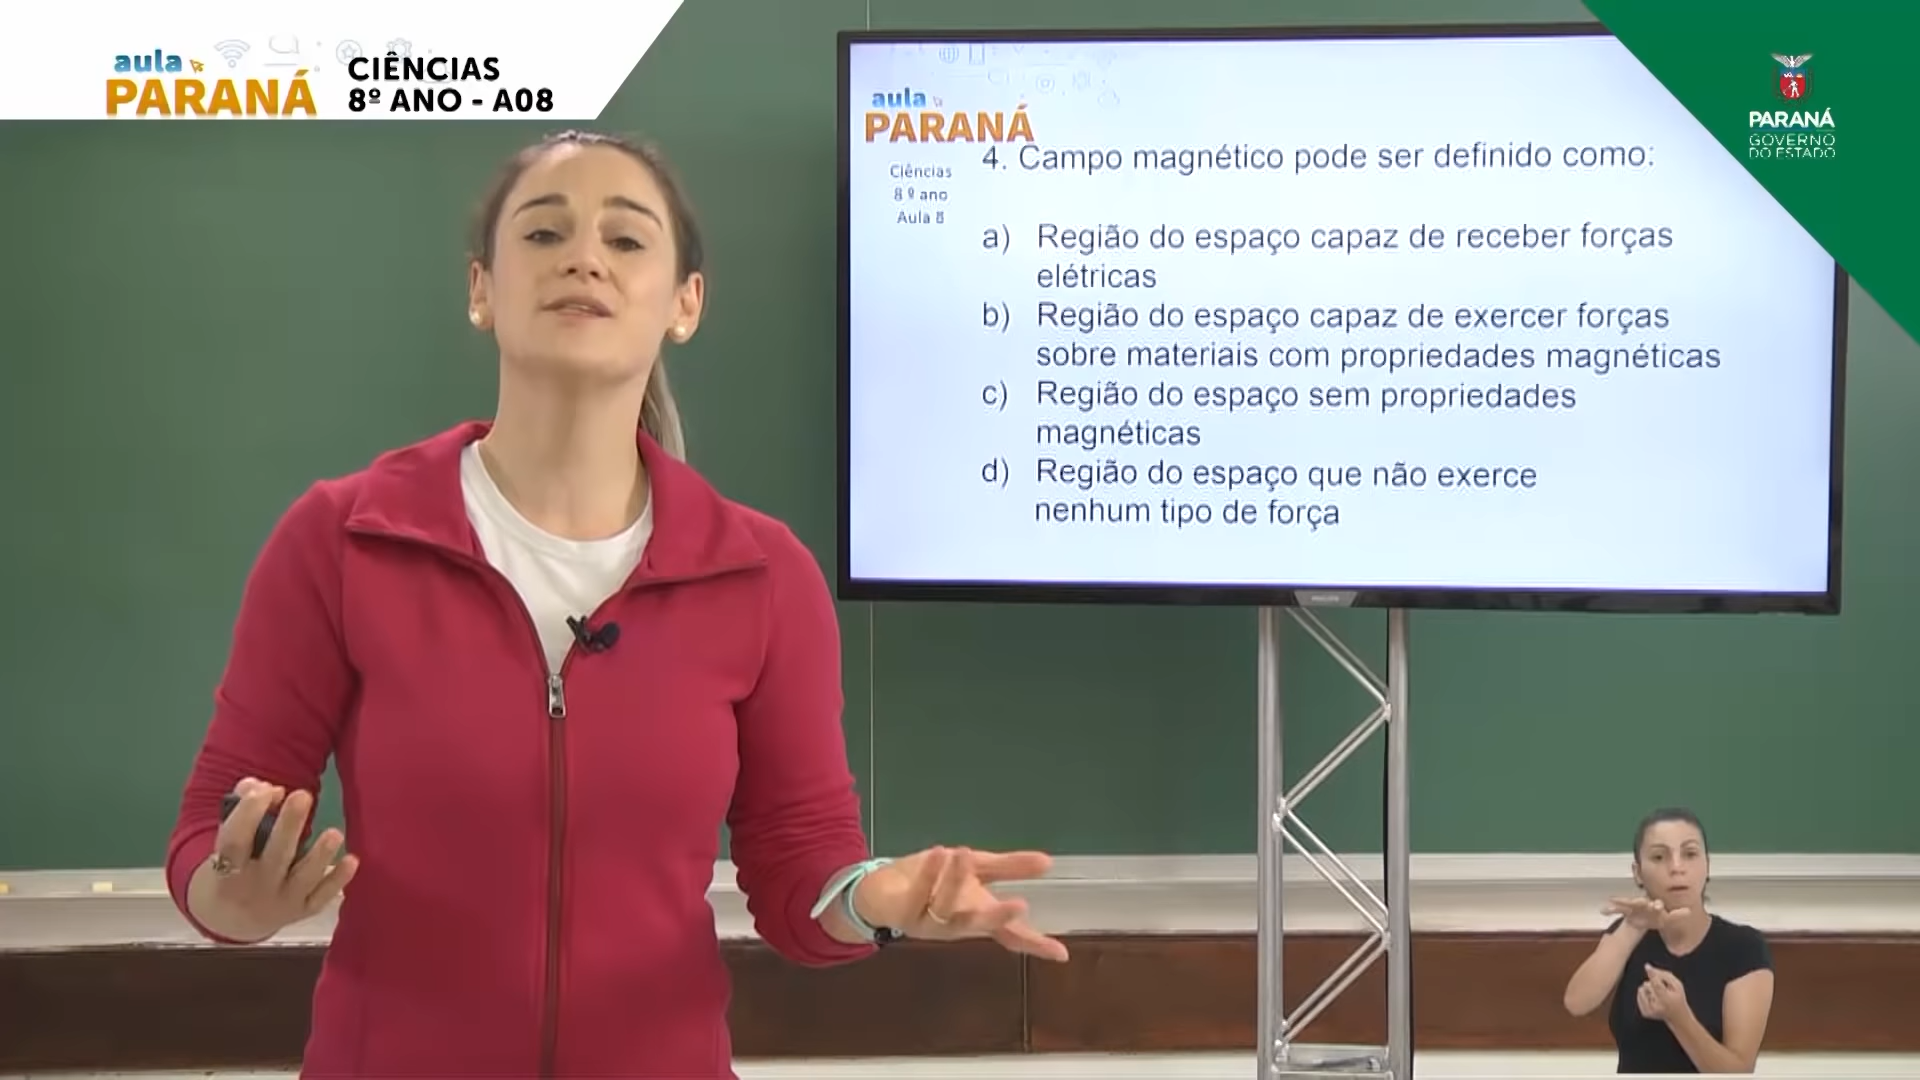 aula
PARANÁ
CIÊNCIAS
8º ANO - A08
aula
PARANÁ
Ciências
8 º ano
Aula 8
4. Campo magnético pode ser definido como:
a) Região do espaço capaz de receber forças
elétricas
b) Região do espaço capaz de exercer forças
sobre materiais com propriedades magnéticas
c) Região do espaço sem propriedades
magnéticas
d) Região do espaço que não exerce
nenhum tipo de força
PARANÁ
GOVERNO
DO ESTADO